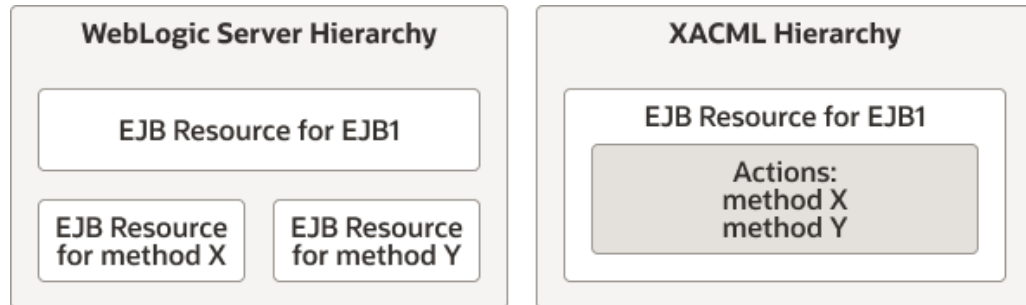 WebLogic Server Hierarchy
EJB Resource for EJB1
EJB Resource
for method X
EJB Resource
for method Y
XACML Hierarchy
EJB Resource for EJB1
Actions:
method X
method Y